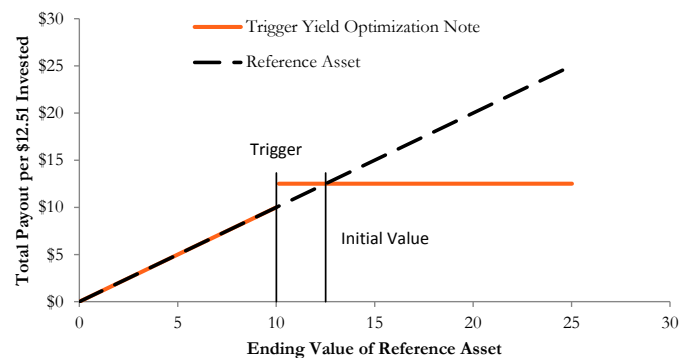 Trigger Yield Optimization Note
Reference Asset
Total Payout per $12.51 Invested
$30
$25
$20
$15
$10
$5
$0
Trigger
Initial Value
0 5 10 15 20 25 30
Ending Value of Reference Asset